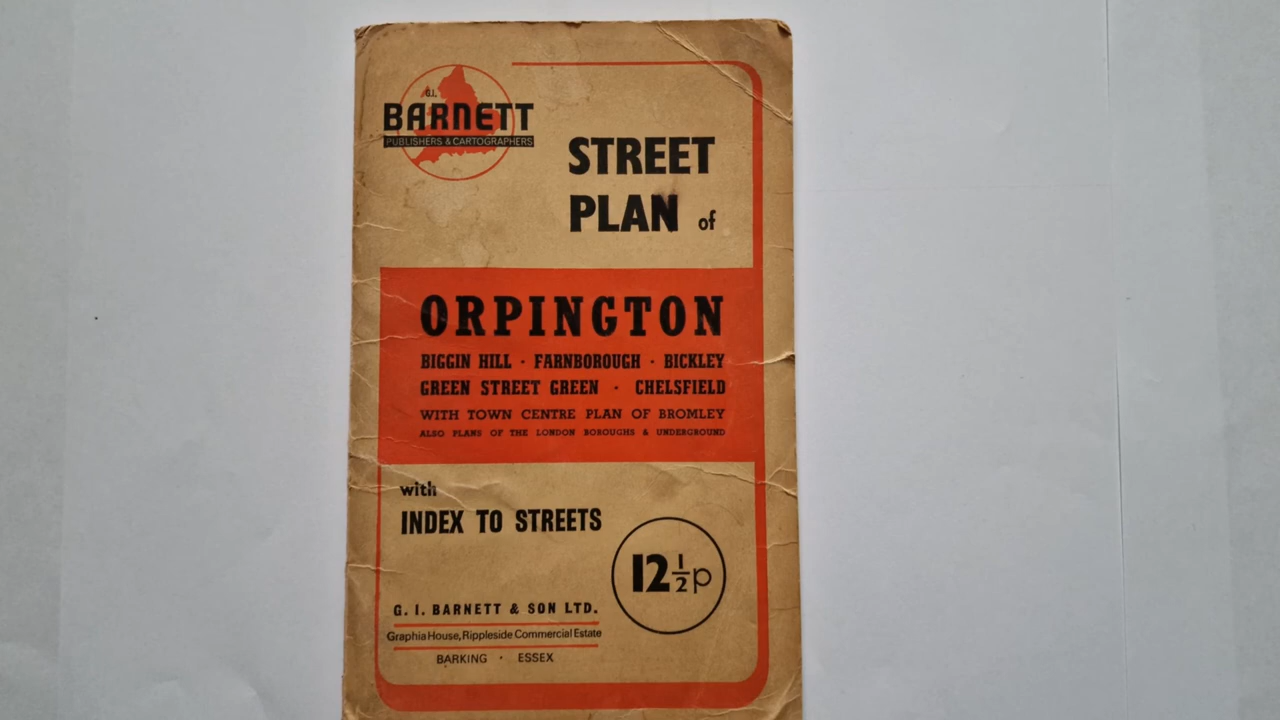 G.I.
BARNETT
PUBLISHERS & CARTOGRAPHERS
STREET
PLAN of
ORPINGTON
BIGGIN HILL · FARNBOROUGH · BICKLEY
GREEN STREET GREEN · CHELSFIELD
WITH TOWN CENTRE PLAN OF BROMLEY
ALSO PLANS OF THE LONDON BOROUGHS & UNDERGROUND
with
INDEX TO STREETS
12½p
G. I. BARNETT & SON LTD.
Graphia House, Rippleside Commercial Estate
BARKING · ESSEX